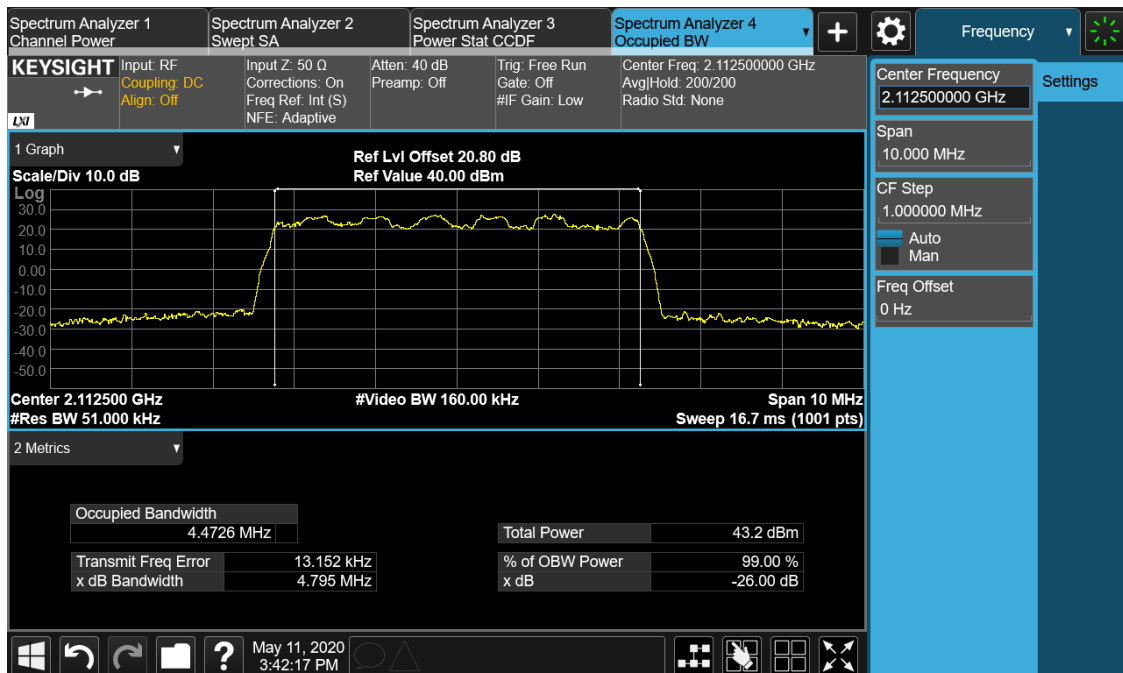 Spectrum Analyzer 1
Channel Power
Spectrum Analyzer 2
Swept SA
Spectrum Analyzer 3
Power Stat CCDF
Spectrum Analyzer 4
Occupied BW
Frequency
KEYSIGHT
LXI
Input: RF
Coupling: DC
Align: Off
Input Z: 50 Ω
Corrections: On
Freq Ref: Int (S)
NFE: Adaptive
Atten: 40 dB
Preamp: Off
Trig: Free Run
Gate: Off
#IF Gain: Low
Center Freq: 2.112500000 GHz
Avg|Hold: 200/200
Radio Std: None
Center Frequency
2.112500000 GHz
Settings
Span
10.000 MHz
CF Step
1.000000 MHz
Auto
Man
Freq Offset
0 Hz
1 Graph
Scale/Div 10.0 dB
Ref Lvl Offset 20.80 dB
Ref Value 40.00 dBm
Log
30.0
20.0
10.0
0.00
-10.0
-20.0
-30.0
-40.0
-50.0
Center 2.112500 GHz
#Video BW 160.00 kHz
Span 10 MHz
#Res BW 51.000 kHz
Sweep 16.7 ms (1001 pts)
2 Metrics
Occupied Bandwidth
4.4726 MHz
Total Power 43.2 dBm
Transmit Freq Error 13.152 kHz
% of OBW Power 99.00 %
x dB Bandwidth 4.795 MHz
x dB -26.00 dB
?
May 11, 2020
3:42:17 PM